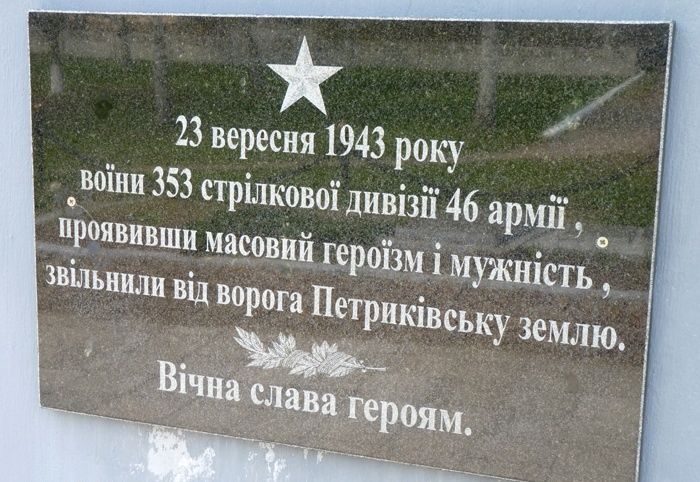 23 вересня 1943 року
воїни 353 стрілкової дивізії 46 армії ,
проявивши масовий героїзм і мужність ,
звільнили від ворога Петриківську землю.
Вічна слава героям.